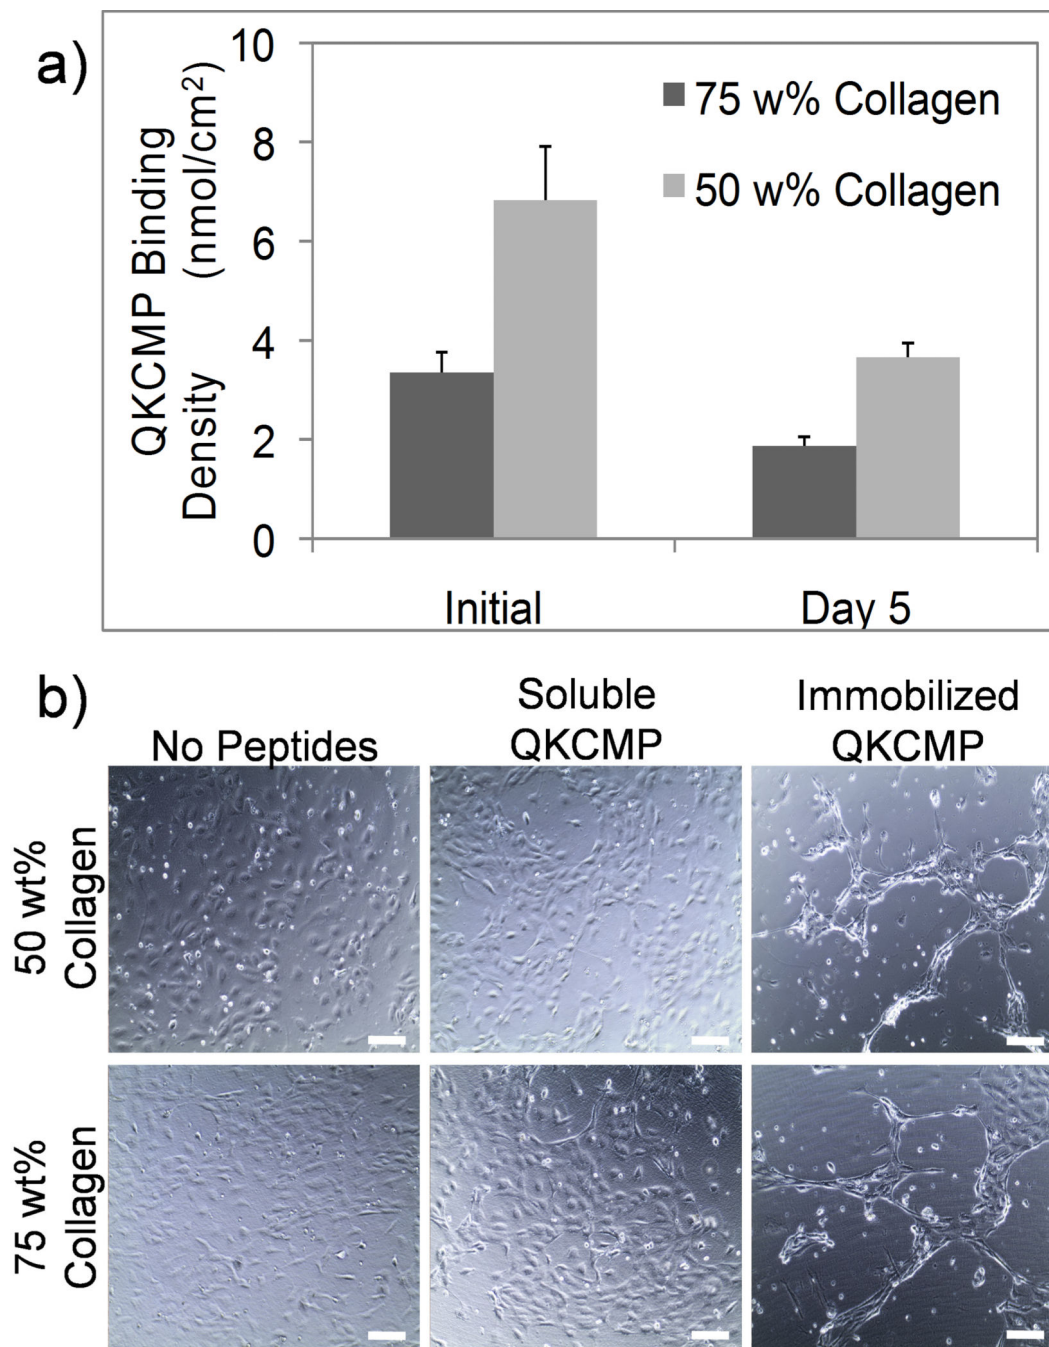 a)
QKCMP Binding
Density (nmol/cm²)
10
8
6
4
2
0
75 w% Collagen
50 w% Collagen
Initial
Day 5
b)
No Peptides
Soluble
QKCMP
Immobilized
QKCMP
50 wt%
Collagen
75 wt%
Collagen